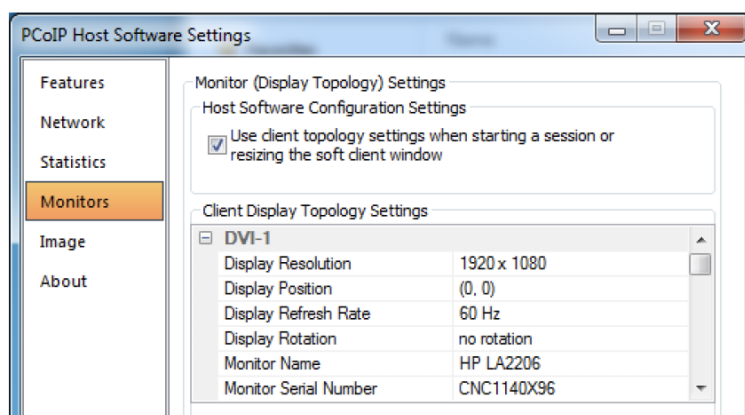 PCoIP Host Software Settings
Features
Network
Statistics
Monitors
Image
About
Monitor (Display Topology) Settings
Host Software Configuration Settings
Use client topology settings when starting a session or
resizing the soft client window
Client Display Topology Settings
DVI-1
Display Resolution 1920 x 1080
Display Position (0, 0)
Display Refresh Rate 60 Hz
Display Rotation no rotation
Monitor Name HP LA2206
Monitor Serial Number CNC1140X96